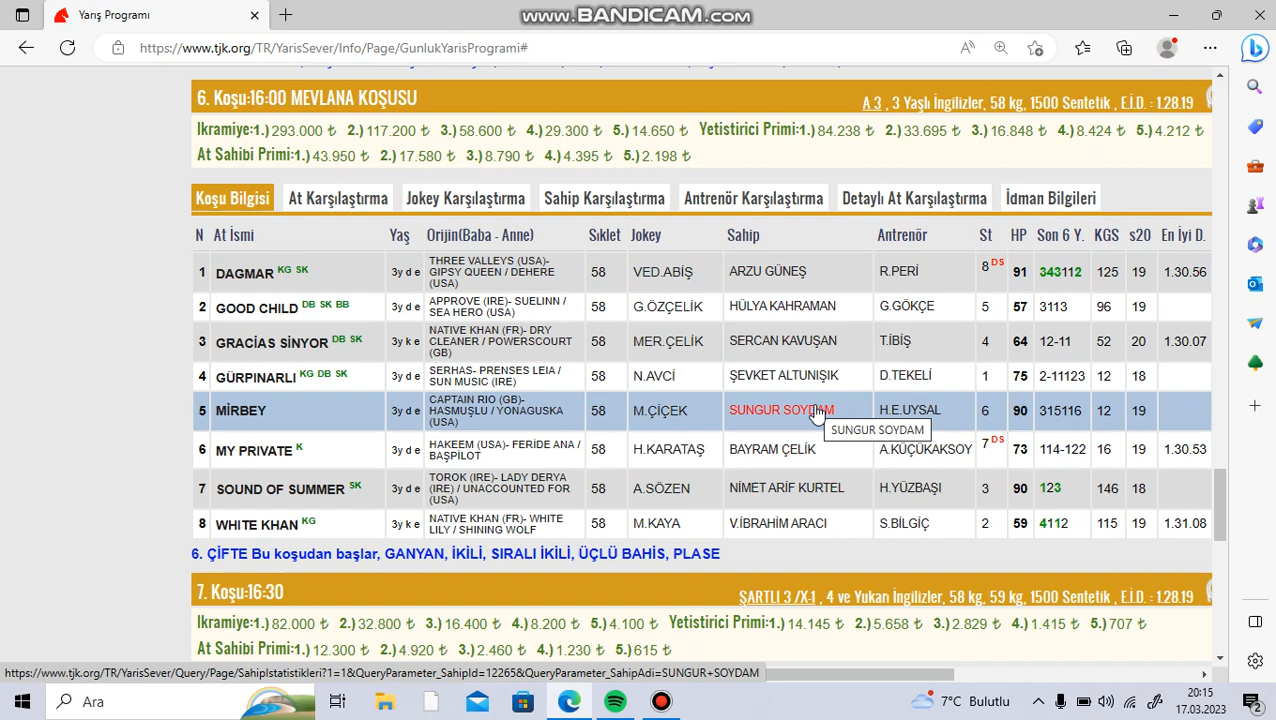 Yarış Programı
www.BANDICAM.com
https://www.tjk.org/TR/YarisSever/Info/Page/GunlukYarisProgrami#
6. Koşu:16:00 MEVLANA KOŞUSU
A 3 , 3 Yaşlı İngilizler, 58 kg, 1500 Sentetik , E.İ.D. : 1.28.19
İkramiye:1.) 293.000 ₺ 2.) 117.200 ₺ 3.) 58.600 ₺ 4.) 29.300 ₺ 5.) 14.650 ₺ Yetistirici Primi:1.) 84.238 ₺ 2.) 33.695 ₺ 3.) 16.848 ₺ 4.) 8.424 ₺ 5.) 4.212 ₺
At Sahibi Primi:1.) 43.950 ₺ 2.) 17.580 ₺ 3.) 8.790 ₺ 4.) 4.395 ₺ 5.) 2.198 ₺
Koşu Bilgisi At Karşılaştırma Jokey Karşılaştırma Sahip Karşılaştırma Antrenör Karşılaştırma Detaylı At Karşılaştırma İdman Bilgileri
N At İsmi Yaş Orijin(Baba - Anne) Sıklet Jokey Sahip Antrenör St HP Son 6 Y. KGS s20 En İyi D.
1 DAGMAR KG SK 3y d e THREE VALLEYS (USA)- GIPSY QUEEN / DEHERE (USA) 58 VED.ABİŞ ARZU GÜNEŞ R.PERİ 8 DS 91 343112 125 19 1.30.56
2 GOOD CHILD DB SK BB 3y d e APPROVE (IRE)- SUELINN / SEA HERO (USA) 58 G.ÖZÇELİK HÜLYA KAHRAMAN G.GÖKÇE 5 57 3113 96 19
3 GRACİAS SİNYOR DB SK 3y k e NATIVE KHAN (FR)- DRY CLEANER / POWERSCOURT (GB) 58 MER.ÇELİK SERCAN KAVUŞAN T.İBİŞ 4 64 12-11 52 20 1.30.07
4 GÜRPINARLI KG DB SK 3y d e SERHAS- PRENSES LEIA / SUN MUSIC (IRE) 58 N.AVCİ ŞEVKET ALTUNIŞIK D.TEKELİ 1 75 2-11123 12 18
5 MİRBEY 3y d e CAPTAIN RIO (GB)- HASMUŞLU / YONAGUSKA (USA) 58 M.ÇİÇEK SUNGUR SOYDAM H.E.UYSAL 6 90 315116 12 19
SUNGUR SOYDAM
6 MY PRIVATE K 3y d e HAKEEM (USA)- FERİDE ANA / BAŞPİLOT 58 H.KARATAŞ BAYRAM ÇELİK A.KÜÇÜKAKSOY 7 DS 73 114-122 16 19 1.30.53
7 SOUND OF SUMMER SK 3y d e TOROK (IRE)- LADY DERYA (IRE) / UNACCOUNTED FOR (USA) 58 A.SÖZEN NİMET ARİF KURTEL H.YÜZBAŞI 3 90 123 146 18
8 WHITE KHAN KG 3y k e NATIVE KHAN (FR)- WHITE LILY / SHINING WOLF 58 M.KAYA V.İBRAHİM ARACI S.BİLGİÇ 2 59 4112 115 19 1.31.08
6. ÇİFTE Bu koşudan başlar, GANYAN, İKİLİ, SIRALI İKİLİ, ÜÇLÜ BAHİS, PLASE
7. Koşu:16:30
ŞARTLI 3 /X-1 , 4 ve Yukarı İngilizler, 58 kg, 59 kg, 1500 Sentetik , E.İ.D. : 1.28.19
İkramiye:1.) 82.000 ₺ 2.) 32.800 ₺ 3.) 16.400 ₺ 4.) 8.200 ₺ 5.) 4.100 ₺ Yetistirici Primi:1.) 14.145 ₺ 2.) 5.658 ₺ 3.) 2.829 ₺ 4.) 1.415 ₺ 5.) 707 ₺
At Sahibi Primi:1.) 12.300 ₺ 2.) 4.920 ₺ 3.) 2.460 ₺ 4.) 1.230 ₺ 5.) 615 ₺
https://www.tjk.org/TR/YarisSever/Query/Page/SahipIstatistikleri?1=1&QueryParameter_SahipId=12265&QueryParameter_SahipAdi=SUNGUR+SOYDAM
Ara
7°C Bulutlu
20:15
17.03.2023
2